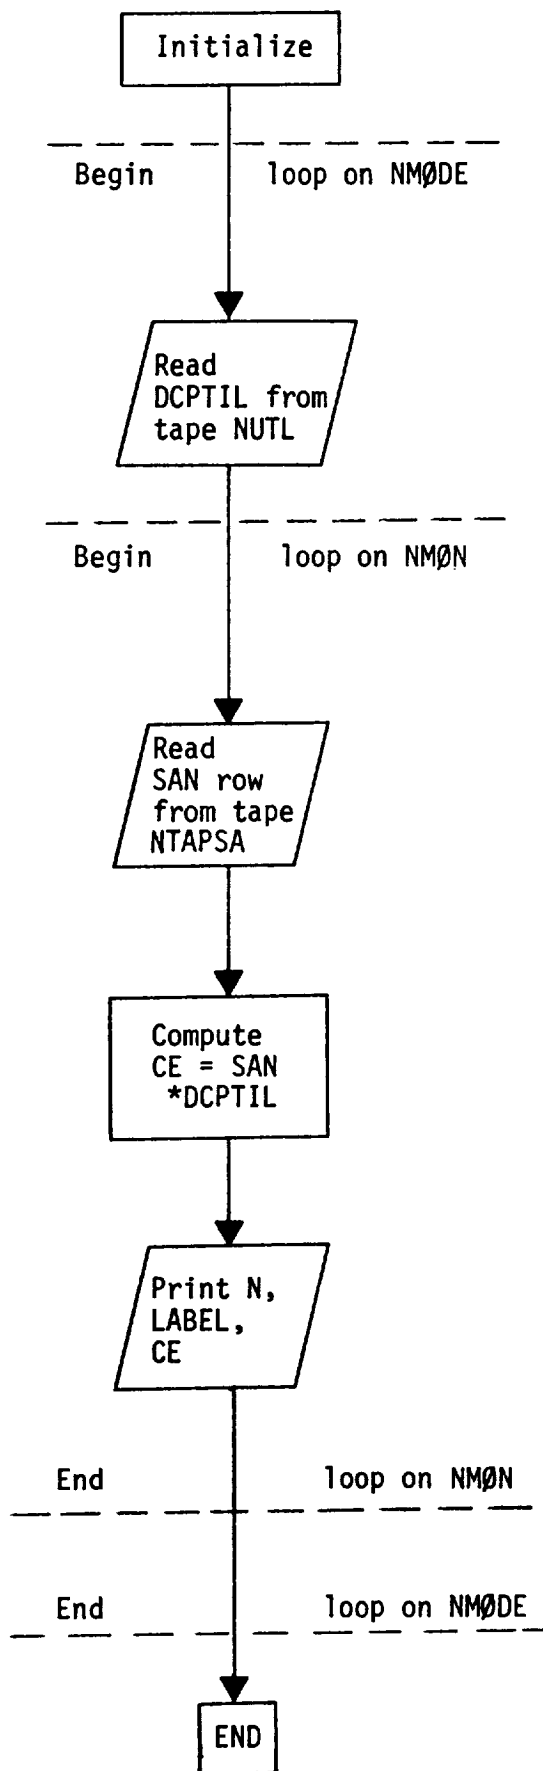 Initialize
Begin loop on NMØDE
Read
DCPTIL from
tape NUTL
Begin loop on NMØN
Read
SAN row
from tape
NTAPSA
Compute
CE = SAN
*DCPTIL
Print N,
LABEL,
CE
End loop on NMØN
End loop on NMØDE
END